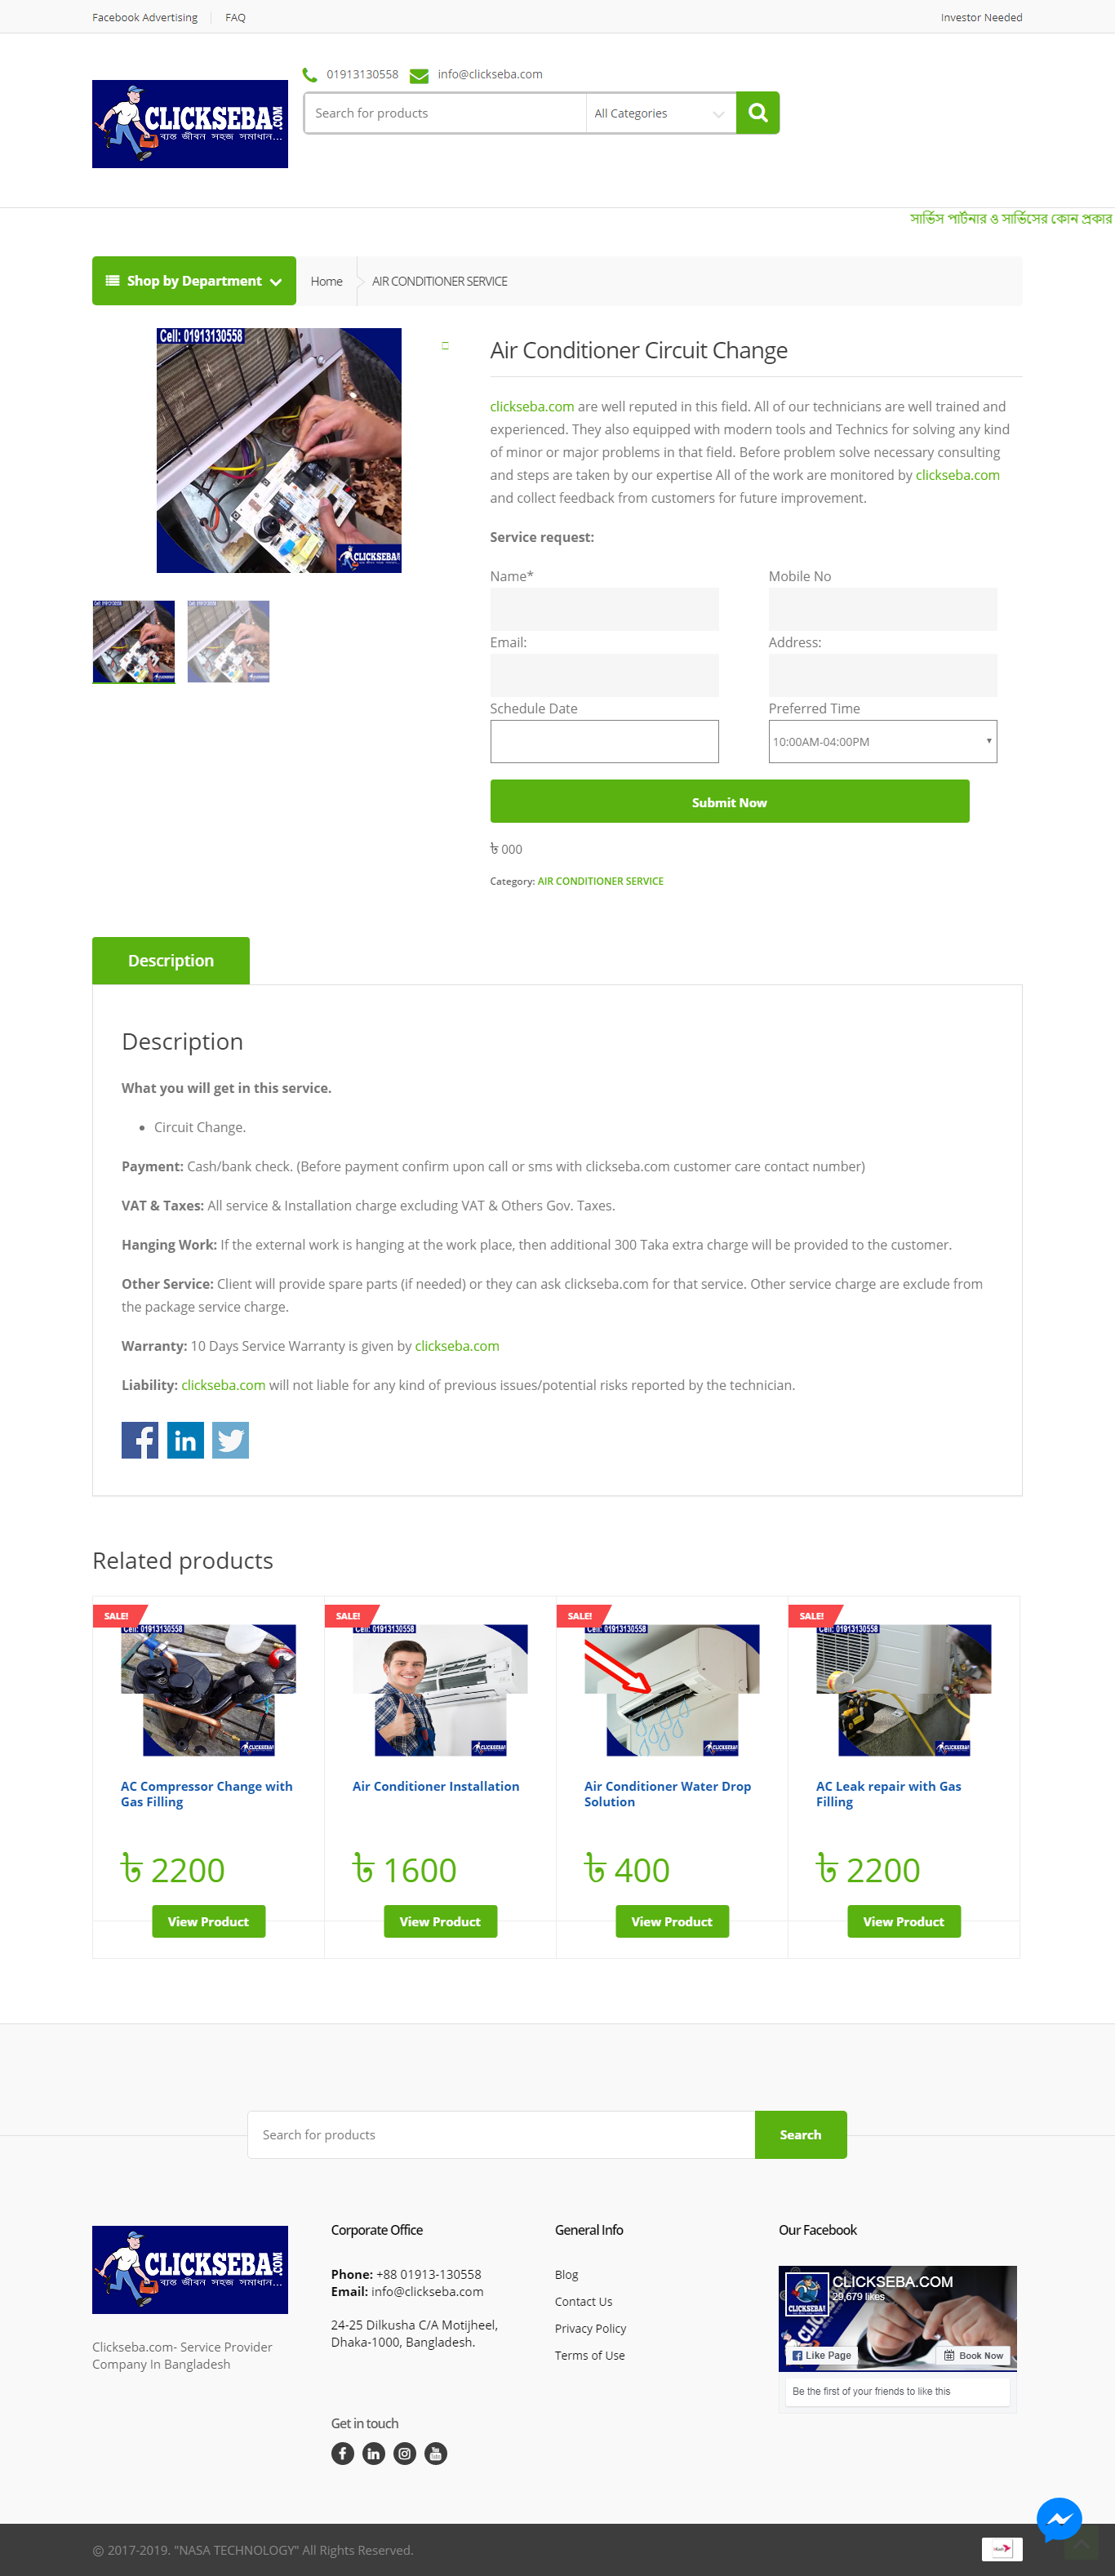 Facebook Advertising
FAQ
Investor Needed
01913130558
info@clickseba.com
CLICKSEBA.COM
ব্যস্ত জীবন সহজ সমাধান...
Search for products
All Categories
সার্ভিস পার্টনার ও সার্ভিসের কোন প্রকার
Shop by Department
Home
AIR CONDITIONER SERVICE
Cell: 01913130558
CLICKSEBA
Air Conditioner Circuit Change
clickseba.com are well reputed in this field. All of our technicians are well trained and
experienced. They also equipped with modern tools and Technics for solving any kind
of minor or major problems in that field. Before problem solve necessary consulting
and steps are taken by our expertise All of the work are monitored by clickseba.com
and collect feedback from customers for future improvement.
Service request:
Name*
Mobile No
Email:
Address:
Schedule Date
Preferred Time
10:00AM-04:00PM
Submit Now
৳ 000
Category: AIR CONDITIONER SERVICE
Description
Description
What you will get in this service.
• Circuit Change.
Payment: Cash/bank check. (Before payment confirm upon call or sms with clickseba.com customer care contact number)
VAT & Taxes: All service & Installation charge excluding VAT & Others Gov. Taxes.
Hanging Work: If the external work is hanging at the work place, then additional 300 Taka extra charge will be provided to the customer.
Other Service: Client will provide spare parts (if needed) or they can ask clickseba.com for that service. Other service charge are exclude from
the package service charge.
Warranty: 10 Days Service Warranty is given by clickseba.com
Liability: clickseba.com will not liable for any kind of previous issues/potential risks reported by the technician.
Related products
SALE!
SALE!
SALE!
SALE!
Cell: 01913130558
Cell: 01913130558
Cell: 01913130558
Cell: 01913130558
CLICKSEBA
CLICKSEBA
CLICKSEBA
CLICKSEBA
AC Compressor Change with
Gas Filling
Air Conditioner Installation
Air Conditioner Water Drop
Solution
AC Leak repair with Gas
Filling
৳ 2200
৳ 1600
৳ 400
৳ 2200
View Product
View Product
View Product
View Product
Search for products
Search
CLICKSEBA.COM
ব্যস্ত জীবন সহজ সমাধান...
Clickseba.com- Service Provider
Company In Bangladesh
Corporate Office
Phone: +88 01913-130558
Email: info@clickseba.com
24-25 Dilkusha C/A Motijheel,
Dhaka-1000, Bangladesh.
Get in touch
General Info
Blog
Contact Us
Privacy Policy
Terms of Use
Our Facebook
CLICKSEBA.COM
29,679 likes
Like Page
Book Now
Be the first of your friends to like this
© 2017-2019. "NASA TECHNOLOGY" All Rights Reserved.